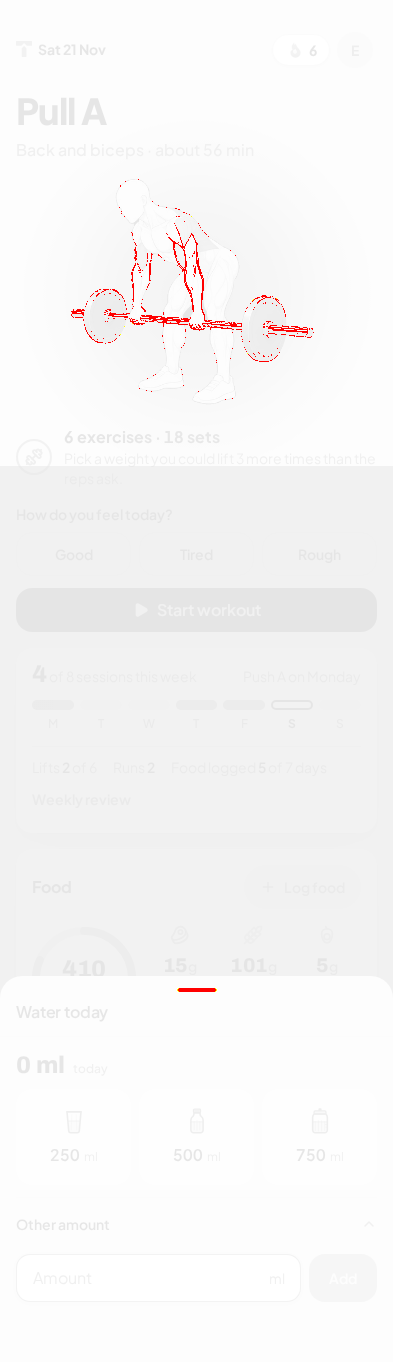 Sat 21 Nov
6
E
Pull A
Back and biceps · about 56 min
6 exercises · 18 sets
Pick a weight you could lift 3 more times than the
reps ask
How do you feel today?
Good
Tired
Rough
Start workout
4 of 8 sessions this week
Push A on Monday
M
T
W
T
F
S
S
Lifts 2 of 6
Runs 2
Food logged 5 of 7 days
Weekly review
Food
+ Log food
410
15g
101g
5g
Water today
0 ml today
250 ml
500 ml
750 ml
Other amount
Amount
ml
Add